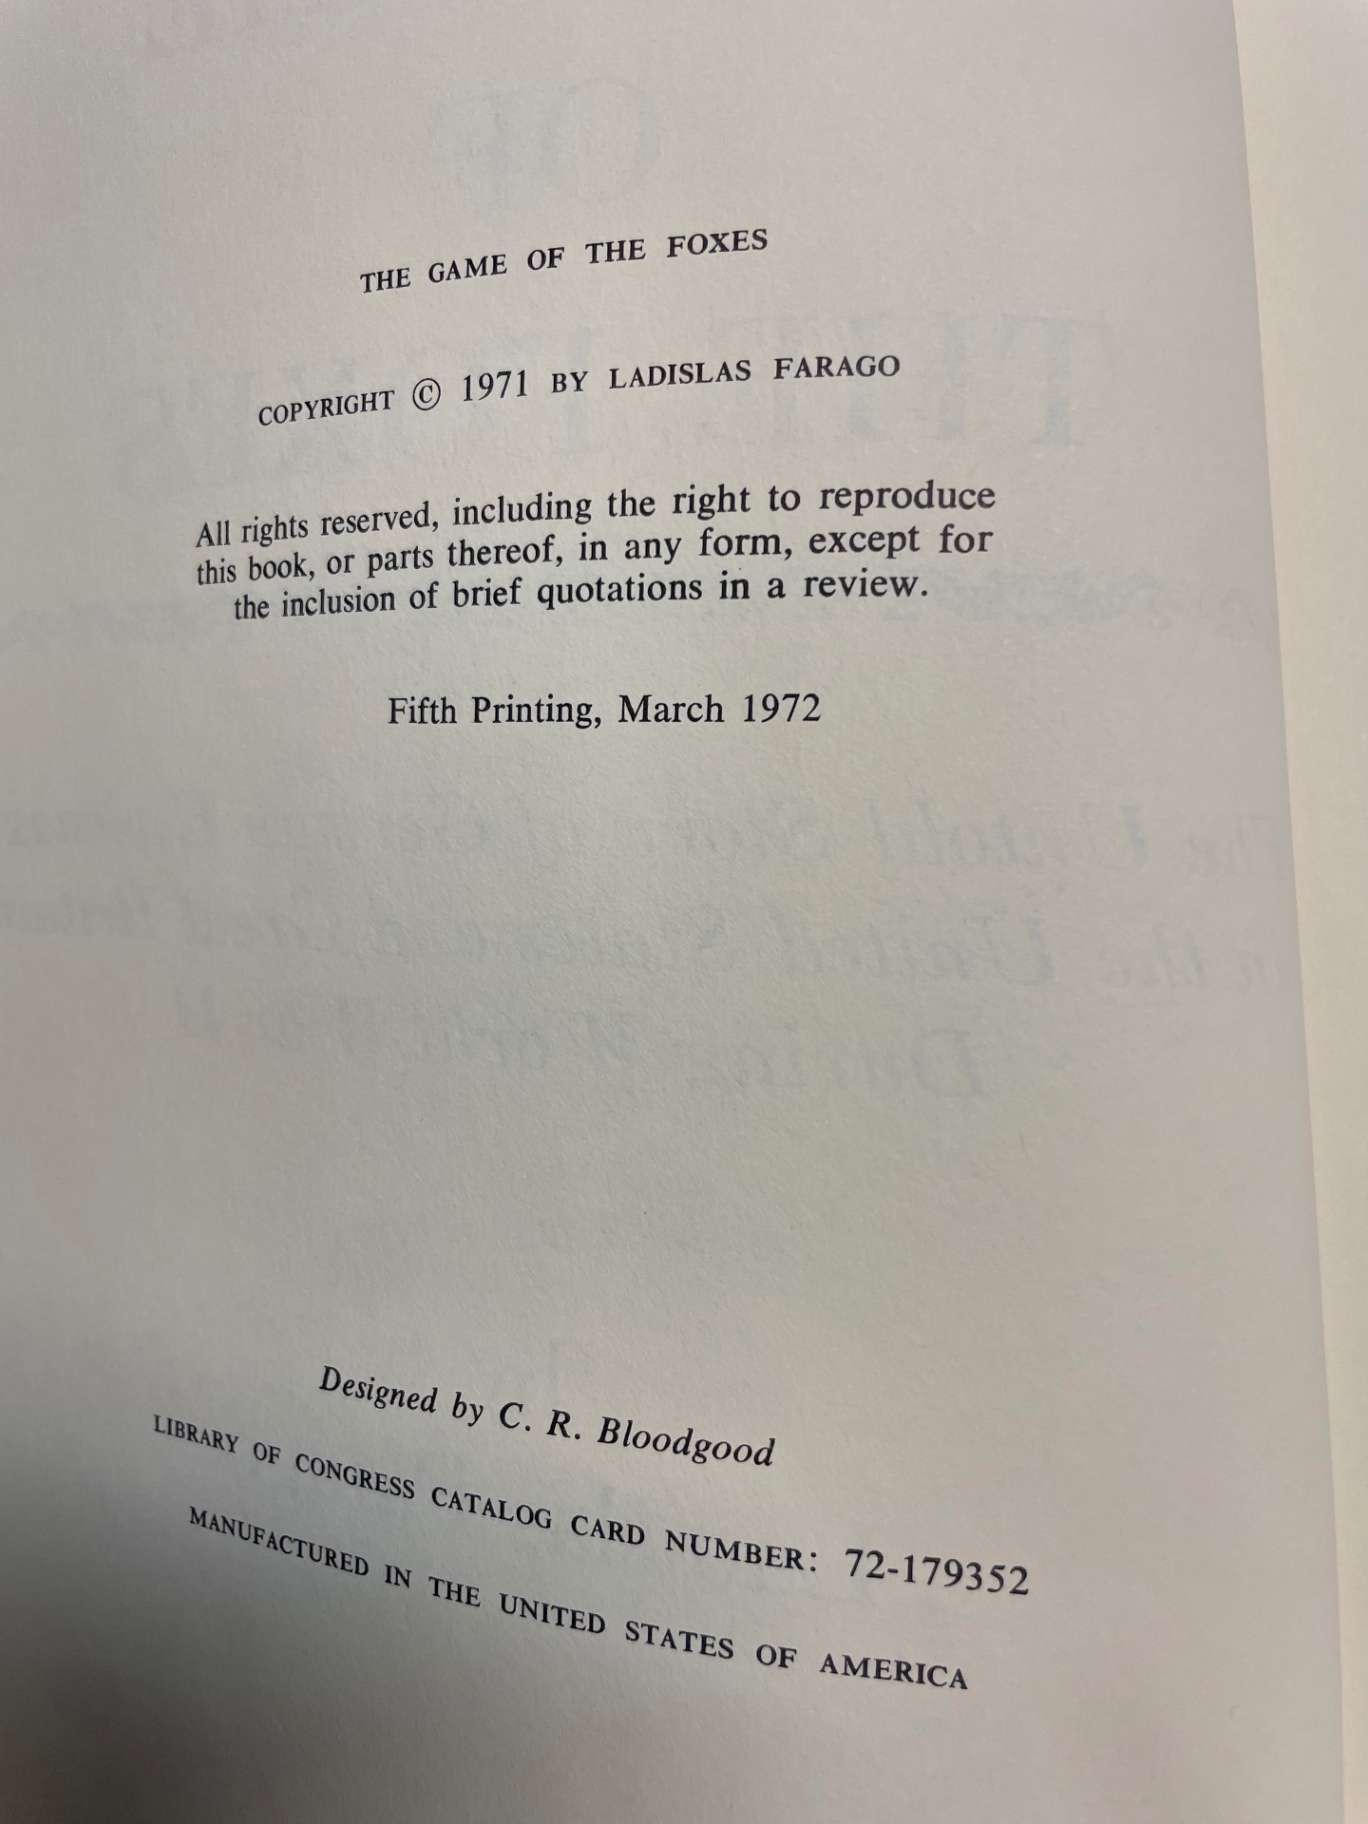 THE GAME OF THE FOXES
COPYRIGHT © 1971 BY LADISLAS FARAGO
All rights reserved, including the right to reproduce
this book, or parts thereof, in any form, except for
the inclusion of brief quotations in a review.
Fifth Printing, March 1972
Designed by C. R. Bloodgood
LIBRARY OF CONGRESS CATALOG CARD NUMBER: 72-179352
MANUFACTURED IN THE UNITED STATES OF AMERICA